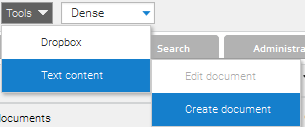 Tools Dense
Dropbox
Search Administra
Text content
Edit document
Create document
ocuments